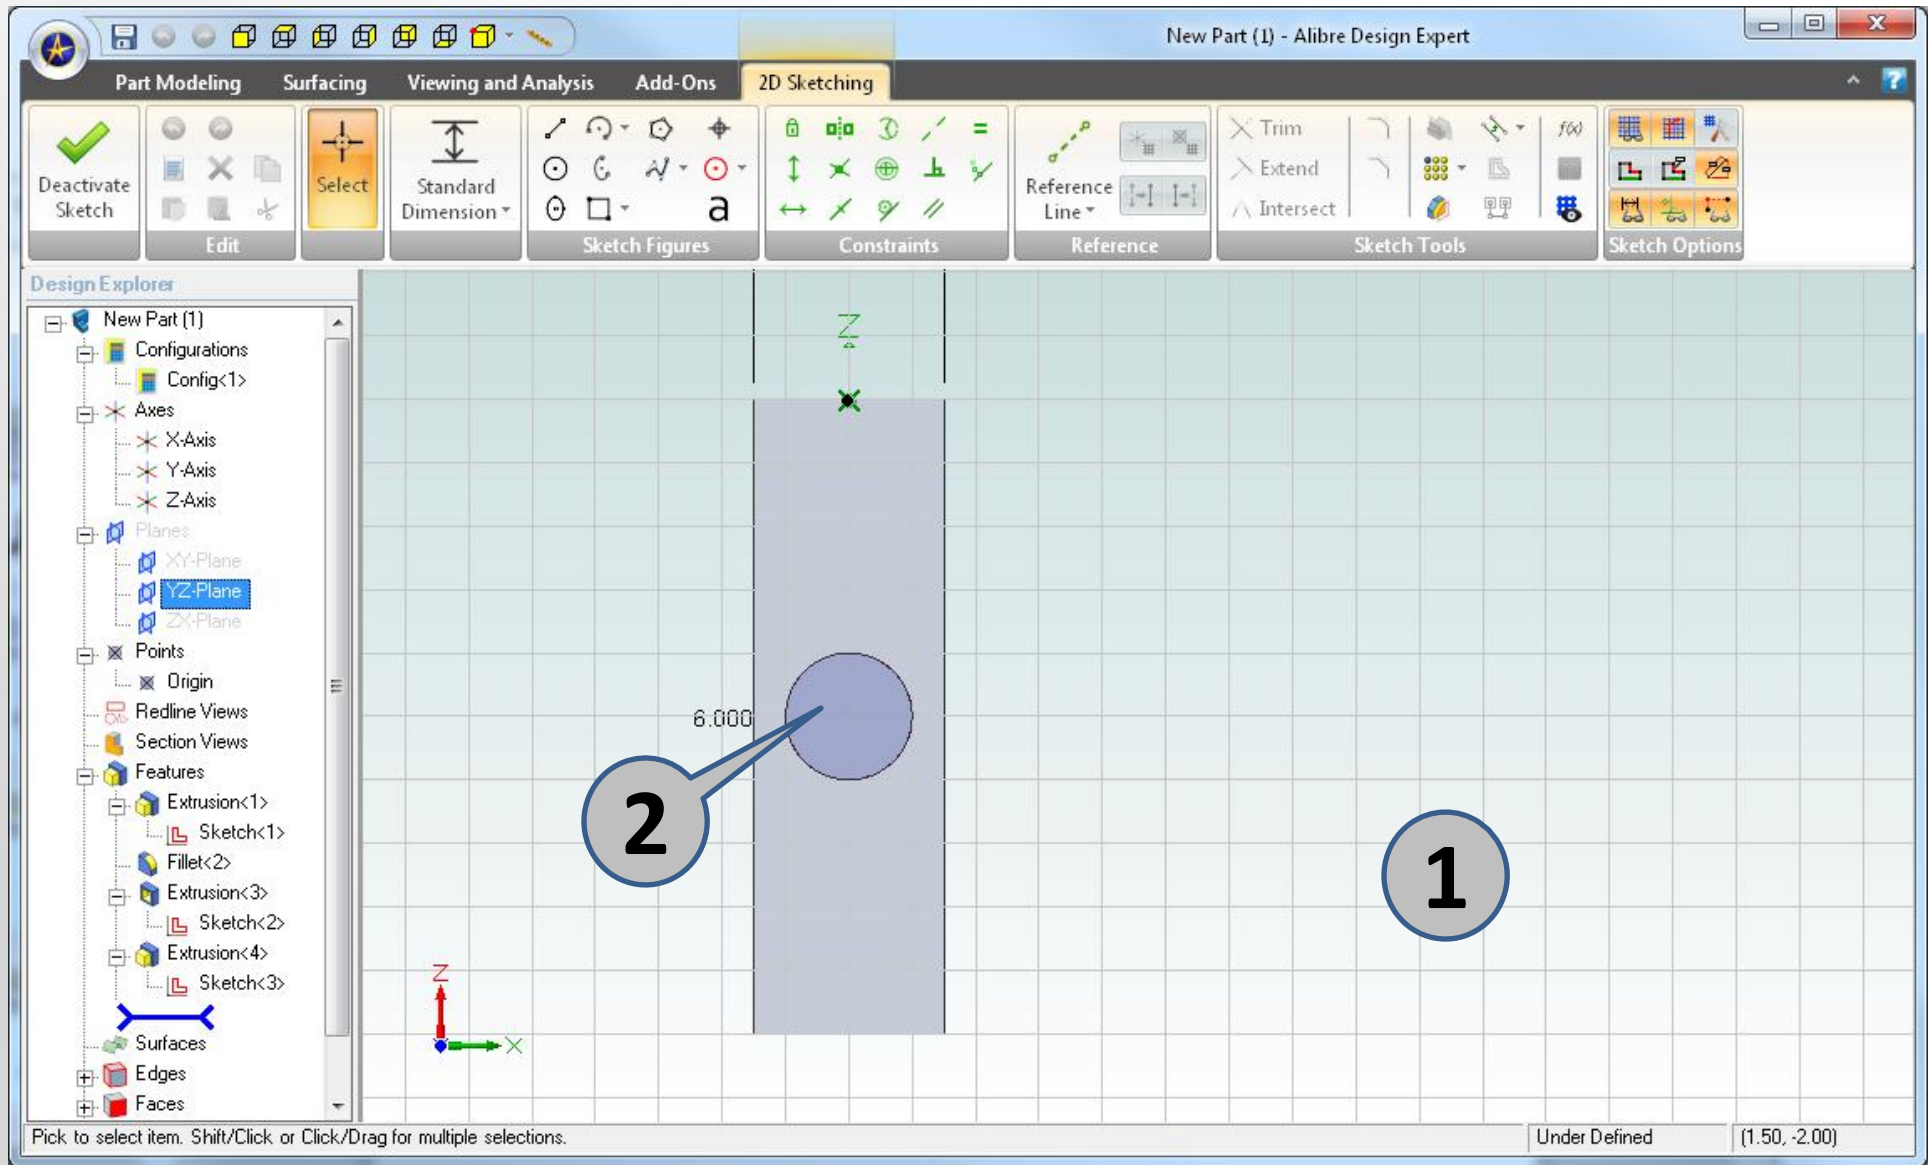 New Part (1) - Alibre Design Expert
Part Modeling Surfacing Viewing and Analysis Add-Ons 2D Sketching
Deactivate Sketch
Edit
Select
Standard Dimension
a
Sketch Figures
Constraints
Reference Line
Reference
Trim
Extend
Intersect
f(x)
Sketch Tools
Sketch Options
Design Explorer
New Part (1)
Configurations
Config<1>
Axes
X-Axis
Y-Axis
Z-Axis
Planes
XY-Plane
YZ-Plane
ZX-Plane
Points
Origin
Redline Views
Section Views
Features
Extrusion<1>
Sketch<1>
Fillet<2>
Extrusion<3>
Sketch<2>
Extrusion<4>
Sketch<3>
Surfaces
Edges
Faces
Z
6.000
2
1
Z
X
Pick to select item. Shift/Click or Click/Drag for multiple selections.
Under Defined
(1.50, -2.00)